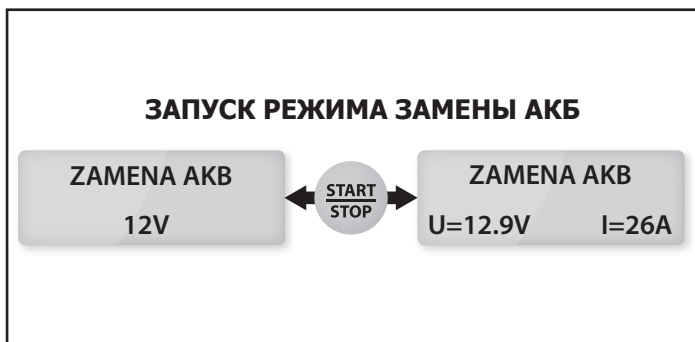 ЗАПУСК РЕЖИМА ЗАМЕНЫ АКБ
ZAMENA AKB
12V
START
STOP
ZAMENA AKB
U=12.9V I=26A